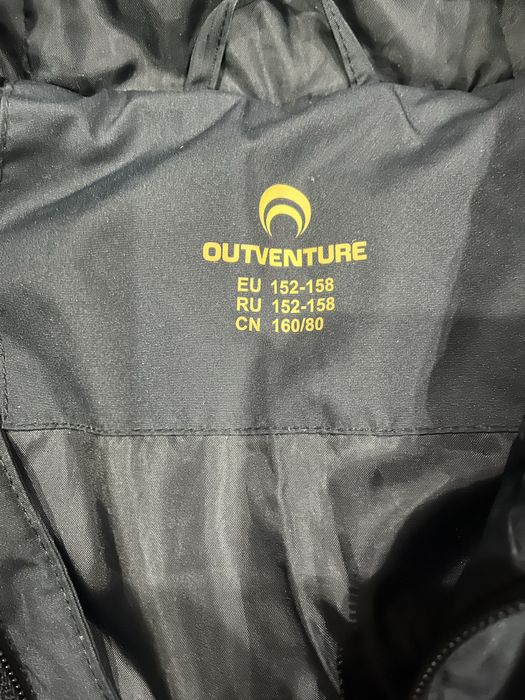 OUTVENTURE
EU 152-158
RU 152-158
CN 160/80